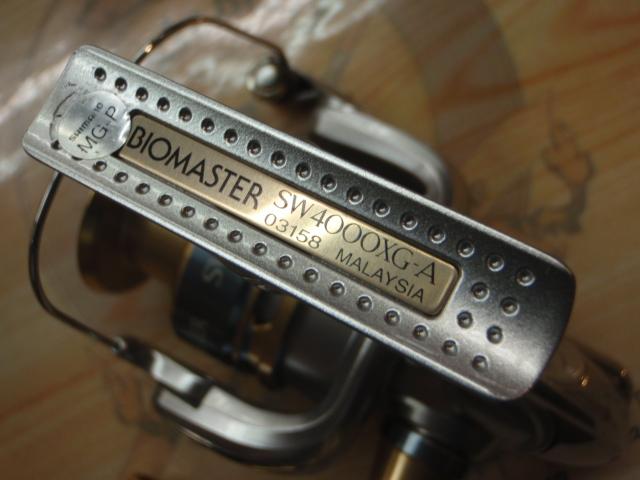 Shimano
MG-P
BIOMASTER
SW4000XG-A
03158 MALAYSIA